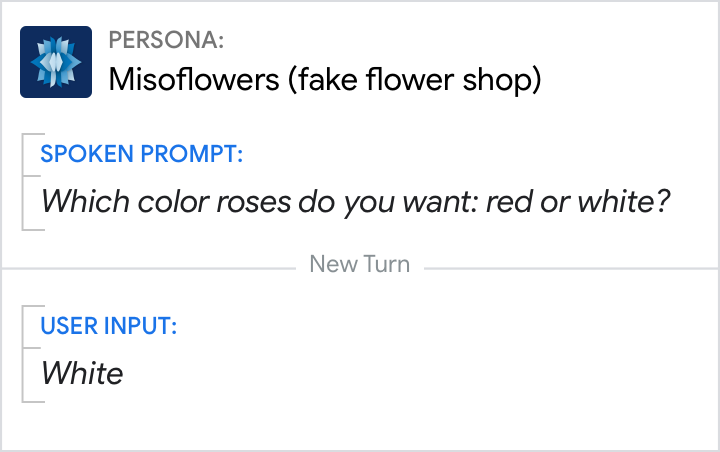 PERSONA:
Misoflowers (fake flower shop)
SPOKEN PROMPT:
Which color roses do you want: red or white?
New Turn
USER INPUT:
White